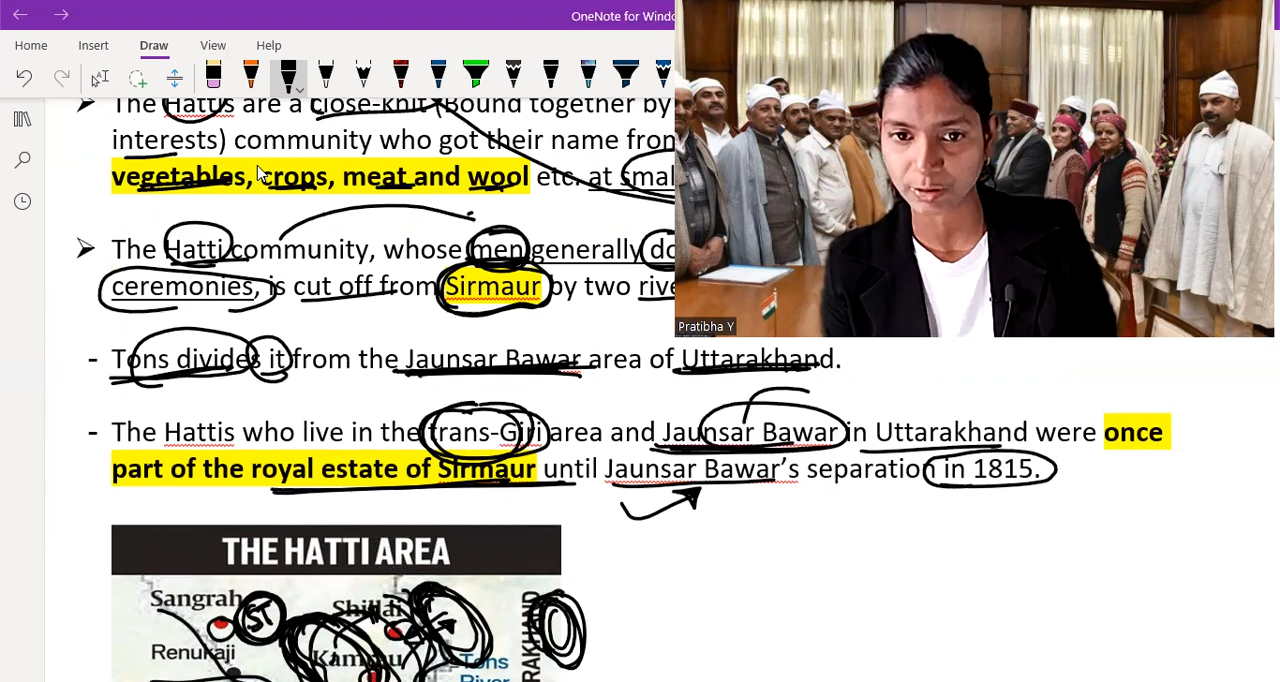 OneNote for Windo
Home Insert Draw View Help
The Hattis are a close-knit (Bound together by
interests) community who got their name from
vegetables, crops, meat and wool etc. at smal
The Hatti community, whose men generally do
ceremonies, is cut off from Sirmaur by two rive
Pratibha Y
- Tons divides it from the Jaunsar Bawar area of Uttarakhand.
- The Hattis who live in the trans-Giri area and Jaunsar Bawar in Uttarakhand were once
part of the royal estate of Sirmaur until Jaunsar Bawar's separation in 1815.
THE HATTI AREA
Sangrah
ST
Shillai
Renukaji
Kamrau
Tons
River
RAKHAND